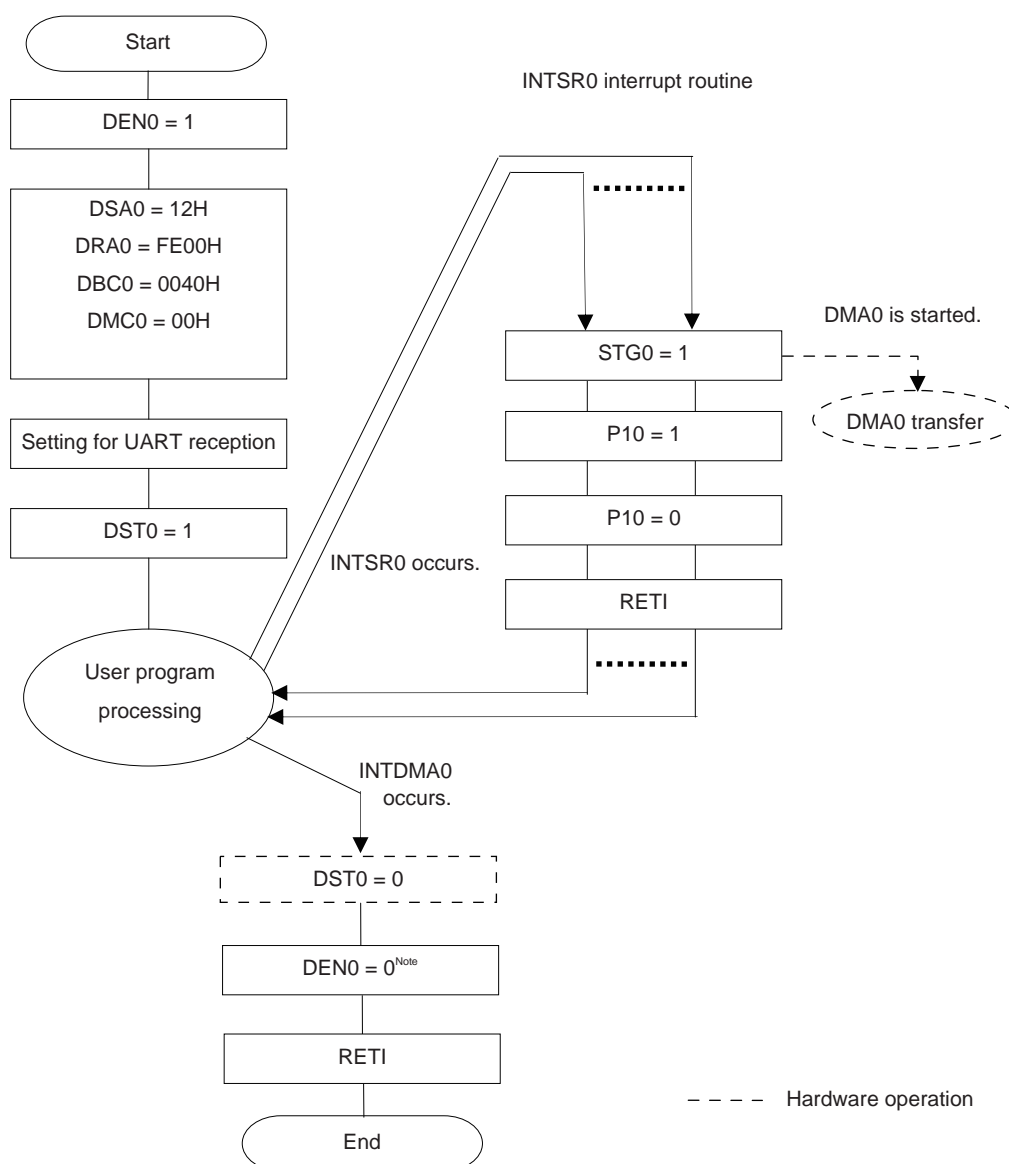 Start
DEN0 = 1
DSA0 = 12H
DRA0 = FE00H
DBC0 = 0040H
DMC0 = 00H
Setting for UART reception
DST0 = 1
User program
processing
INTSR0 occurs.
INTSR0 interrupt routine
STG0 = 1
DMA0 is started.
DMA0 transfer
P10 = 1
P10 = 0
RETI
INTDMA0
occurs.
DST0 = 0
DEN0 = 0Note
RETI
End
Hardware operation